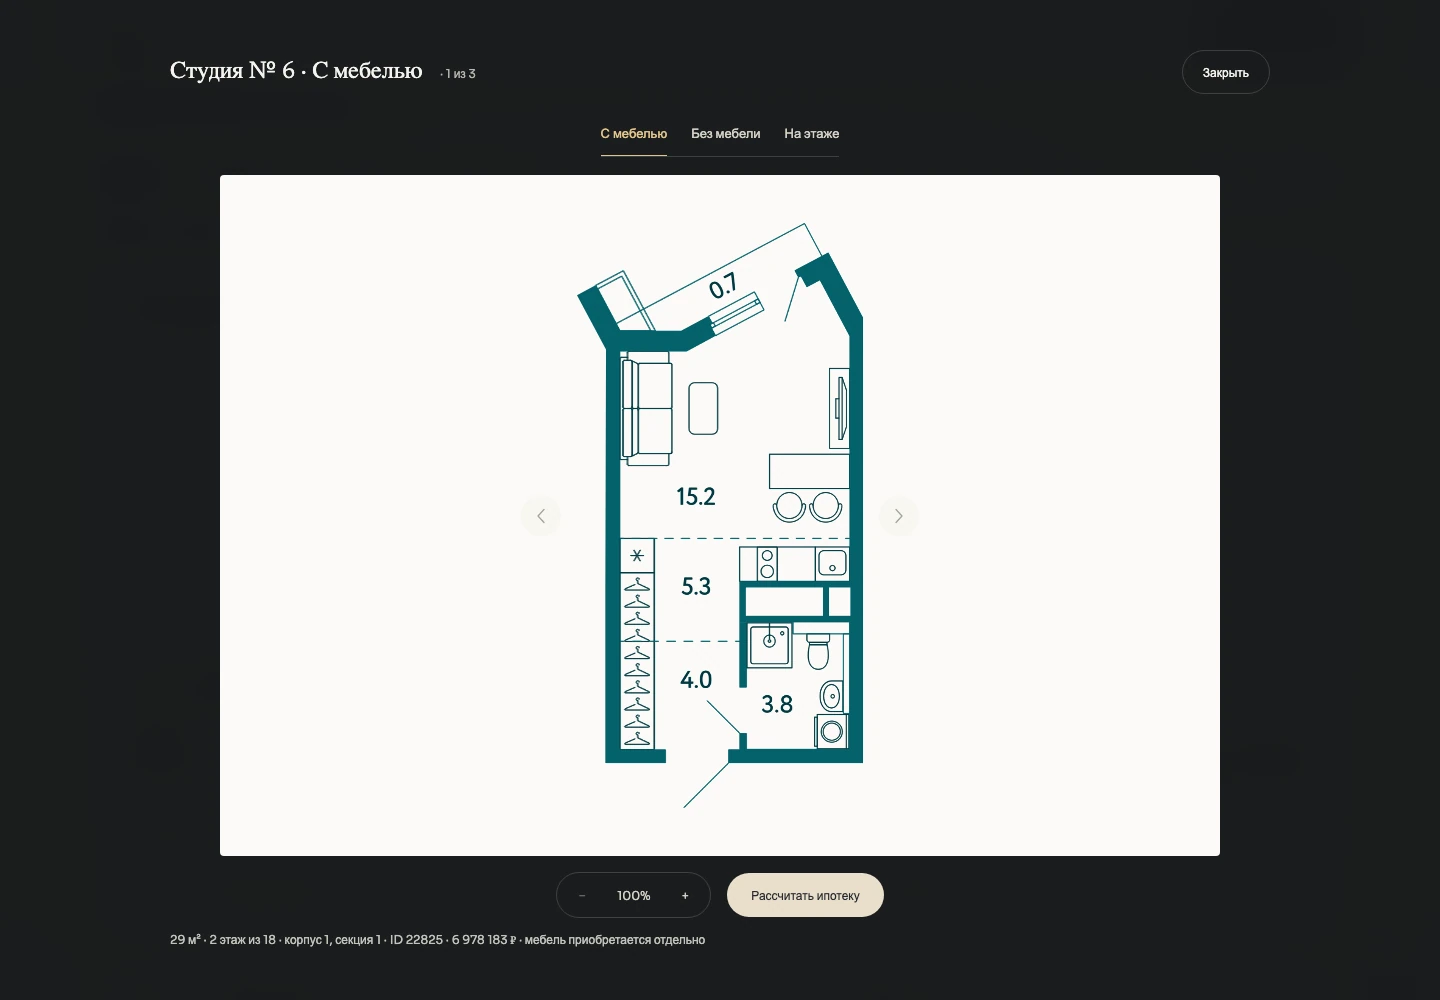 Студия № 6 · С мебелью · 1 из 3
Закрыть
С мебелью Без мебели На этаже
0.7
15.2
5.3
4.0
3.8
− 100% +
Рассчитать ипотеку
29 м² · 2 этаж из 18 · корпус 1, секция 1 · ID 22825 · 6 978 183 ₽ · мебель приобретается отдельно